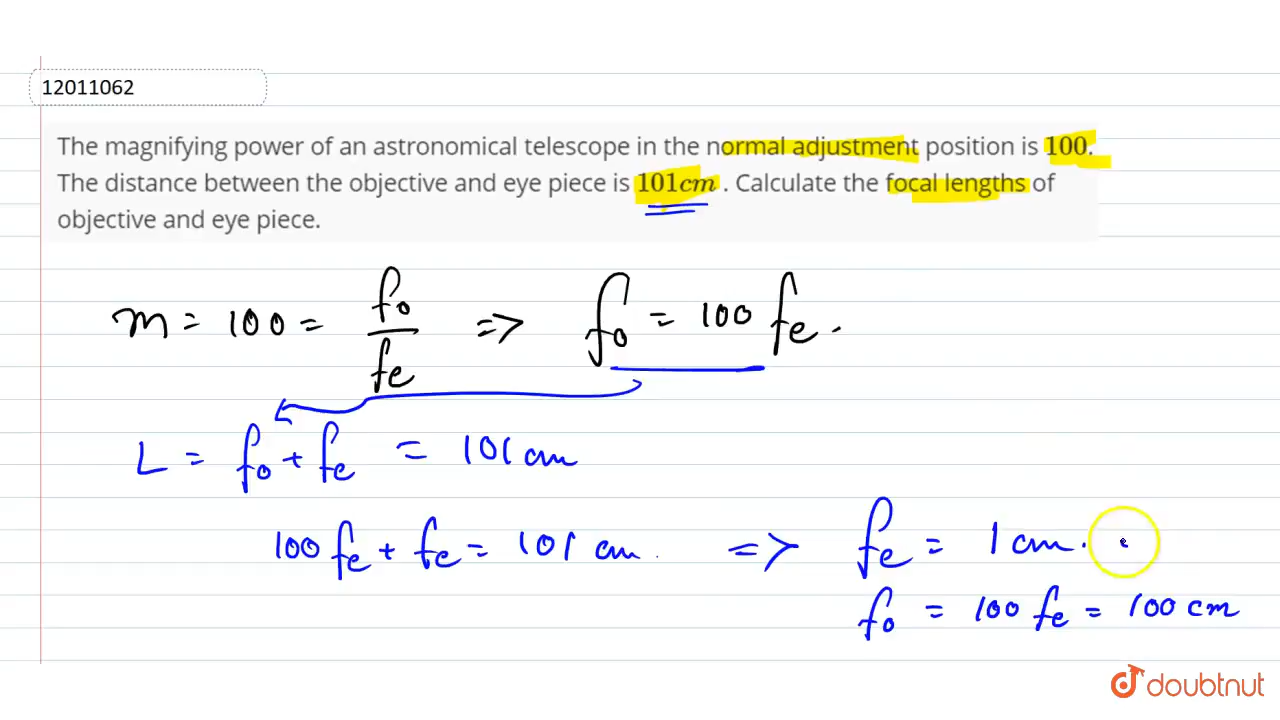 12011062
The magnifying power of an astronomical telescope in the normal adjustment position is 100.
The distance between the objective and eye piece is 101cm . Calculate the focal lengths of
objective and eye piece.
m = 100 = fo/fe => fo = 100 fe.
L = fo + fe = 101 cm
100 fe + fe = 101 cm. => fe = 1 cm.
fo = 100 fe = 100 cm
doubtnut